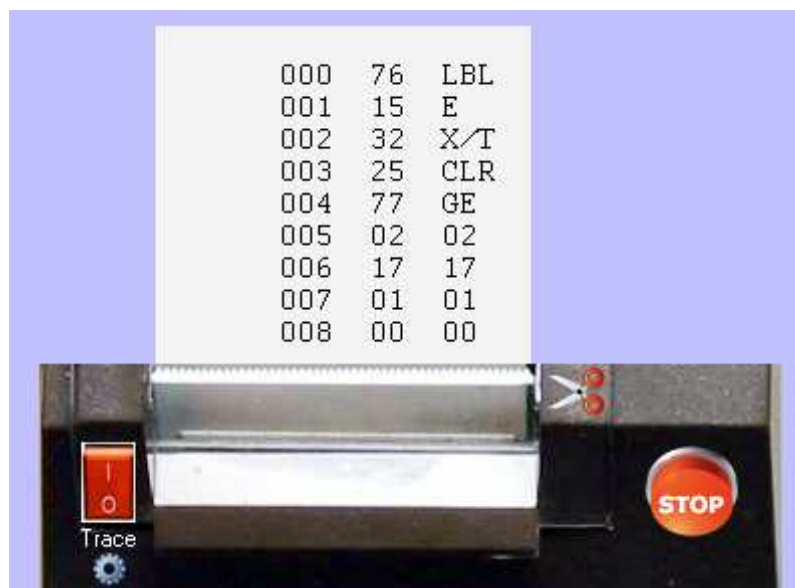 000 76 LBL
001 15 E
002 32 X/T
003 25 CLR
004 77 GE
005 02 02
006 17 17
007 01 01
008 00 00
I
O
STOP
Trace